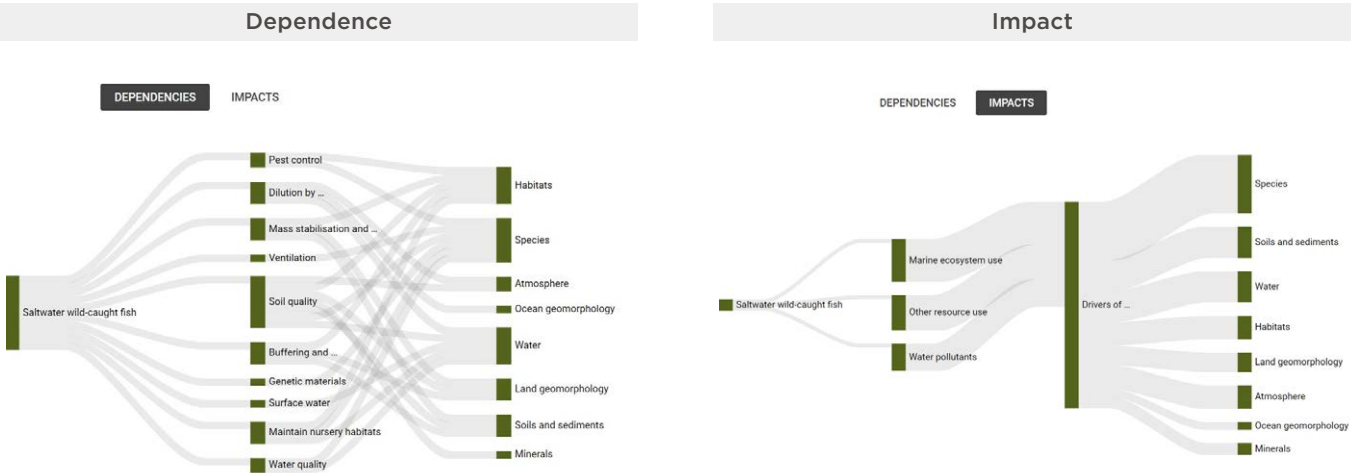 Dependence
DEPENDENCIES IMPACTS
Saltwater wild-caught fish
Pest control
Dilution by ...
Mass stabilisation and ...
Ventilation
Soil quality
Buffering and ...
Genetic materials
Surface water
Maintain nursery habitats
Water quality
Habitats
Species
Atmosphere
Ocean geomorphology
Water
Land geomorphology
Soils and sediments
Minerals
Impact
DEPENDENCIES IMPACTS
Saltwater wild-caught fish
Marine ecosystem use
Other resource use
Water pollutants
Drivers of ...
Species
Soils and sediments
Water
Habitats
Land geomorphology
Atmosphere
Ocean geomorphology
Minerals